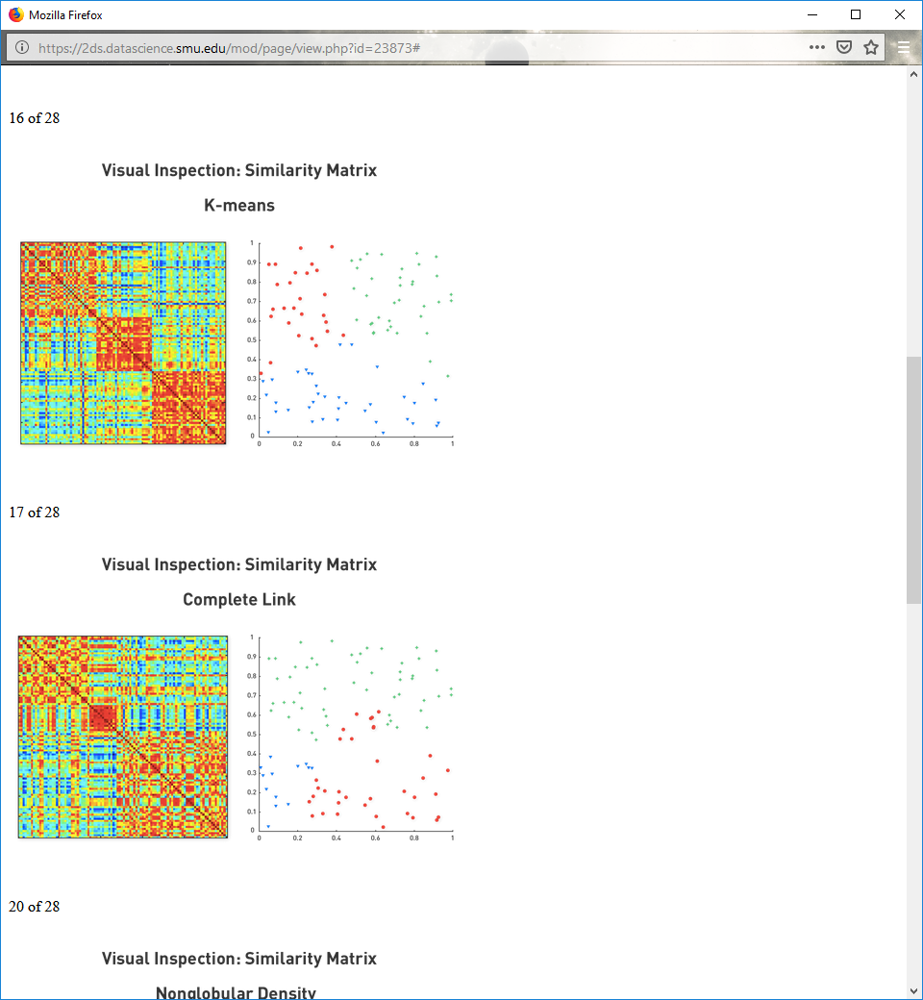 Mozilla Firefox
https://2ds.datascience.smu.edu/mod/page/view.php?id=23873#
16 of 28
Visual Inspection: Similarity Matrix
K-means
1
0.9
0.8
0.7
0.6
0.5
0.4
0.3
0.2
0.1
0
0 0.2 0.4 0.6 0.8 1
17 of 28
Visual Inspection: Similarity Matrix
Complete Link
1
0.9
0.8
0.7
0.6
0.5
0.4
0.3
0.2
0.1
0
0 0.2 0.4 0.6 0.8 1
20 of 28
Visual Inspection: Similarity Matrix
Nonglobular Density